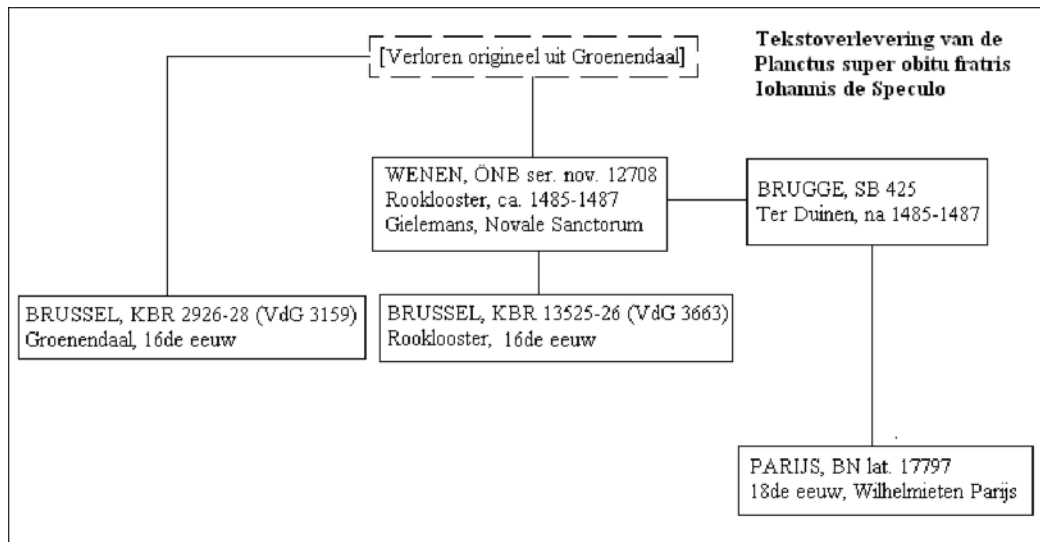 [Verloren origineel uit Groenendaal]
Tekstoverlevering van de
Planctus super obitu fratris
Iohannis de Speculo
WENEN, ÖNB ser. nov. 12708
Rooklooster, ca. 1485-1487
Gielemans, Novale Sanctorum
BRUGGE, SB 425
Ter Duinen, na 1485-1487
BRUSSEL, KBR 2926-28 (VdG 3159)
Groenendaal, 16de eeuw
BRUSSEL, KBR 13525-26 (VdG 3663)
Rooklooster, 16de eeuw
PARIJS, BN lat. 17797
18de eeuw, Wilhelmieten Parijs